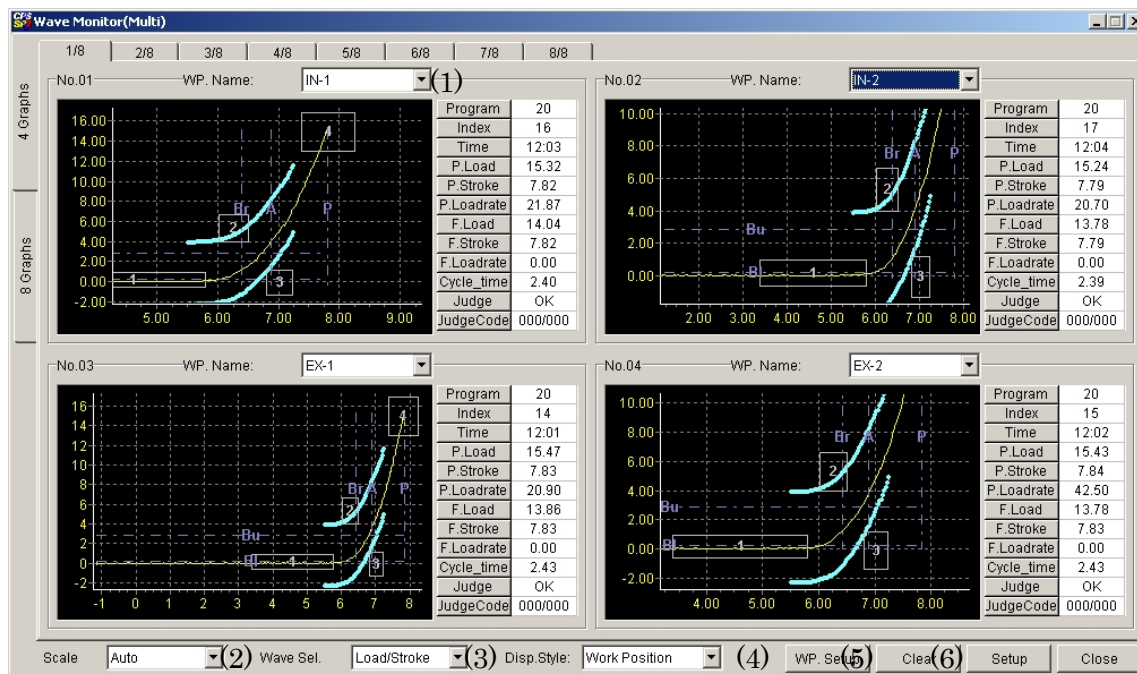 Wave Monitor(Multi)
1/8 2/8 3/8 4/8 5/8 6/8 7/8 8/8
4 Graphs
8 Graphs
No.01 WP. Name: IN-1 (1)
16.00
14.00
12.00
10.00
8.00
6.00
4.00
2.00
0.00
-2.00
5.00 6.00 7.00 8.00 9.00
1 2 3 4
Br A P
Program 20
Index 16
Time 12:03
P.Load 15.32
P.Stroke 7.82
P.Loadrate 21.87
F.Load 14.04
F.Stroke 7.82
F.Loadrate 0.00
Cycle_time 2.40
Judge OK
JudgeCode 000/000
No.02 WP. Name: IN-2
10.00
8.00
6.00
4.00
2.00
0.00
2.00 3.00 4.00 5.00 6.00 7.00 8.00
Br A P
Bu
Bl
1 2 3
Program 20
Index 17
Time 12:04
P.Load 15.24
P.Stroke 7.79
P.Loadrate 20.70
F.Load 13.78
F.Stroke 7.79
F.Loadrate 0.00
Cycle_time 2.39
Judge OK
JudgeCode 000/000
No.03 WP. Name: EX-1
16
14
12
10
8
6
4
2
0
-2
-1 0 1 2 3 4 5 6 7 8
Br A P
Bu
Bl
1 2 3 4
Program 20
Index 14
Time 12:01
P.Load 15.47
P.Stroke 7.83
P.Loadrate 20.90
F.Load 13.86
F.Stroke 7.83
F.Loadrate 0.00
Cycle_time 2.43
Judge OK
JudgeCode 000/000
No.04 WP. Name: EX-2
10.00
8.00
6.00
4.00
2.00
0.00
-2.00
4.00 5.00 6.00 7.00 8.00
Br A P
Bu
Bl
1 2 3
Program 20
Index 15
Time 12:02
P.Load 15.43
P.Stroke 7.84
P.Loadrate 42.50
F.Load 13.78
F.Stroke 7.83
F.Loadrate 0.00
Cycle_time 2.43
Judge OK
JudgeCode 000/000
Scale Auto (2) Wave Sel. Load/Stroke (3) Disp.Style: Work Position (4) WP. Setup (5) Clear (6) Setup Close